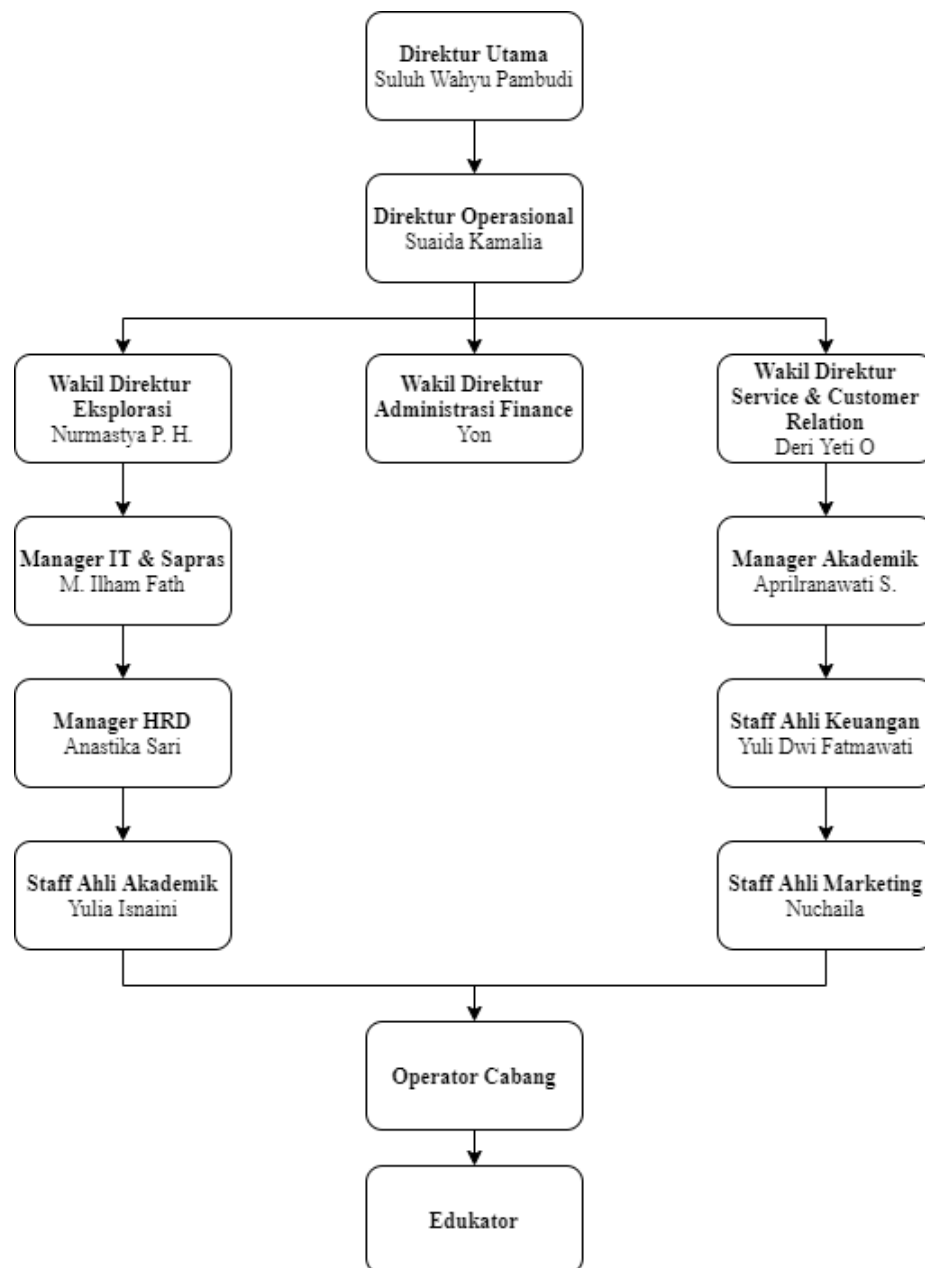 Direktur Utama
Suluh Wahyu Pambudi
Direktur Operasional
Suaida Kamalia
Wakil Direktur
Eksplorasi
Nurmastya P. H.
Wakil Direktur
Administrasi Finance
Yon
Wakil Direktur
Service & Customer
Relation
Deri Yeti O
Manager IT & Sapras
M. Ilham Fath
Manager Akademik
Aprilranawati S.
Manager HRD
Anastika Sari
Staff Ahli Keuangan
Yuli Dwi Fatmawati
Staff Ahli Akademik
Yulia Isnaini
Staff Ahli Marketing
Nuchaila
Operator Cabang
Edukator